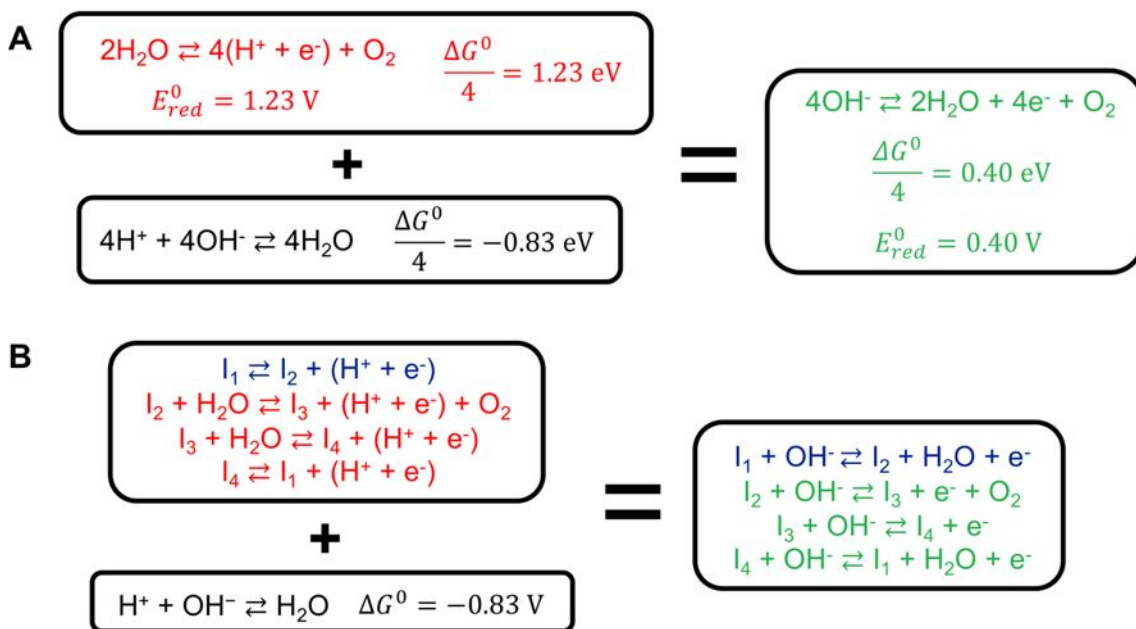 A
2H₂O ⇄ 4(H⁺ + e⁻) + O₂ ΔG⁰/4 = 1.23 eV
E⁰red = 1.23 V
+
4H⁺ + 4OH⁻ ⇄ 4H₂O ΔG⁰/4 = −0.83 eV
=
4OH⁻ ⇄ 2H₂O + 4e⁻ + O₂
ΔG⁰/4 = 0.40 eV
E⁰red = 0.40 V
B
I₁ ⇄ I₂ + (H⁺ + e⁻)
I₂ + H₂O ⇄ I₃ + (H⁺ + e⁻) + O₂
I₃ + H₂O ⇄ I₄ + (H⁺ + e⁻)
I₄ ⇄ I₁ + (H⁺ + e⁻)
+
H⁺ + OH⁻ ⇄ H₂O ΔG⁰ = −0.83 V
=
I₁ + OH⁻ ⇄ I₂ + H₂O + e⁻
I₂ + OH⁻ ⇄ I₃ + e⁻ + O₂
I₃ + OH⁻ ⇄ I₄ + e⁻
I₄ + OH⁻ ⇄ I₁ + H₂O + e⁻